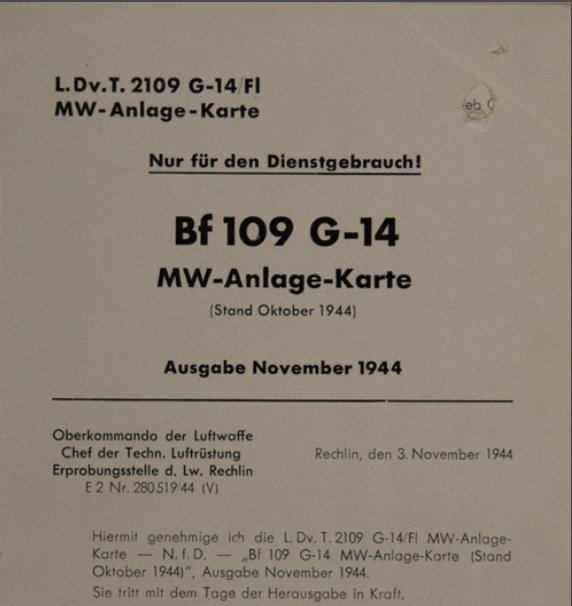 L.Dv.T. 2109 G-14/Fl
MW-Anlage-Karte
eb
Nur für den Dienstgebrauch!
Bf 109 G-14
MW-Anlage-Karte
(Stand Oktober 1944)
Ausgabe November 1944
Oberkommando der Luftwaffe
Chef der Techn. Luftrüstung
Erprobungsstelle d. Lw. Rechlin
E 2 Nr. 280519/44 (V)
Rechlin, den 3. November 1944
Hiermit genehmige ich die L.Dv.T. 2109 G-14/Fl MW-Anlage-
Karte — N.f.D. — „Bf 109 G-14 MW-Anlage-Karte (Stand
Oktober 1944)", Ausgabe November 1944.
Sie tritt mit dem Tage der Herausgabe in Kraft.